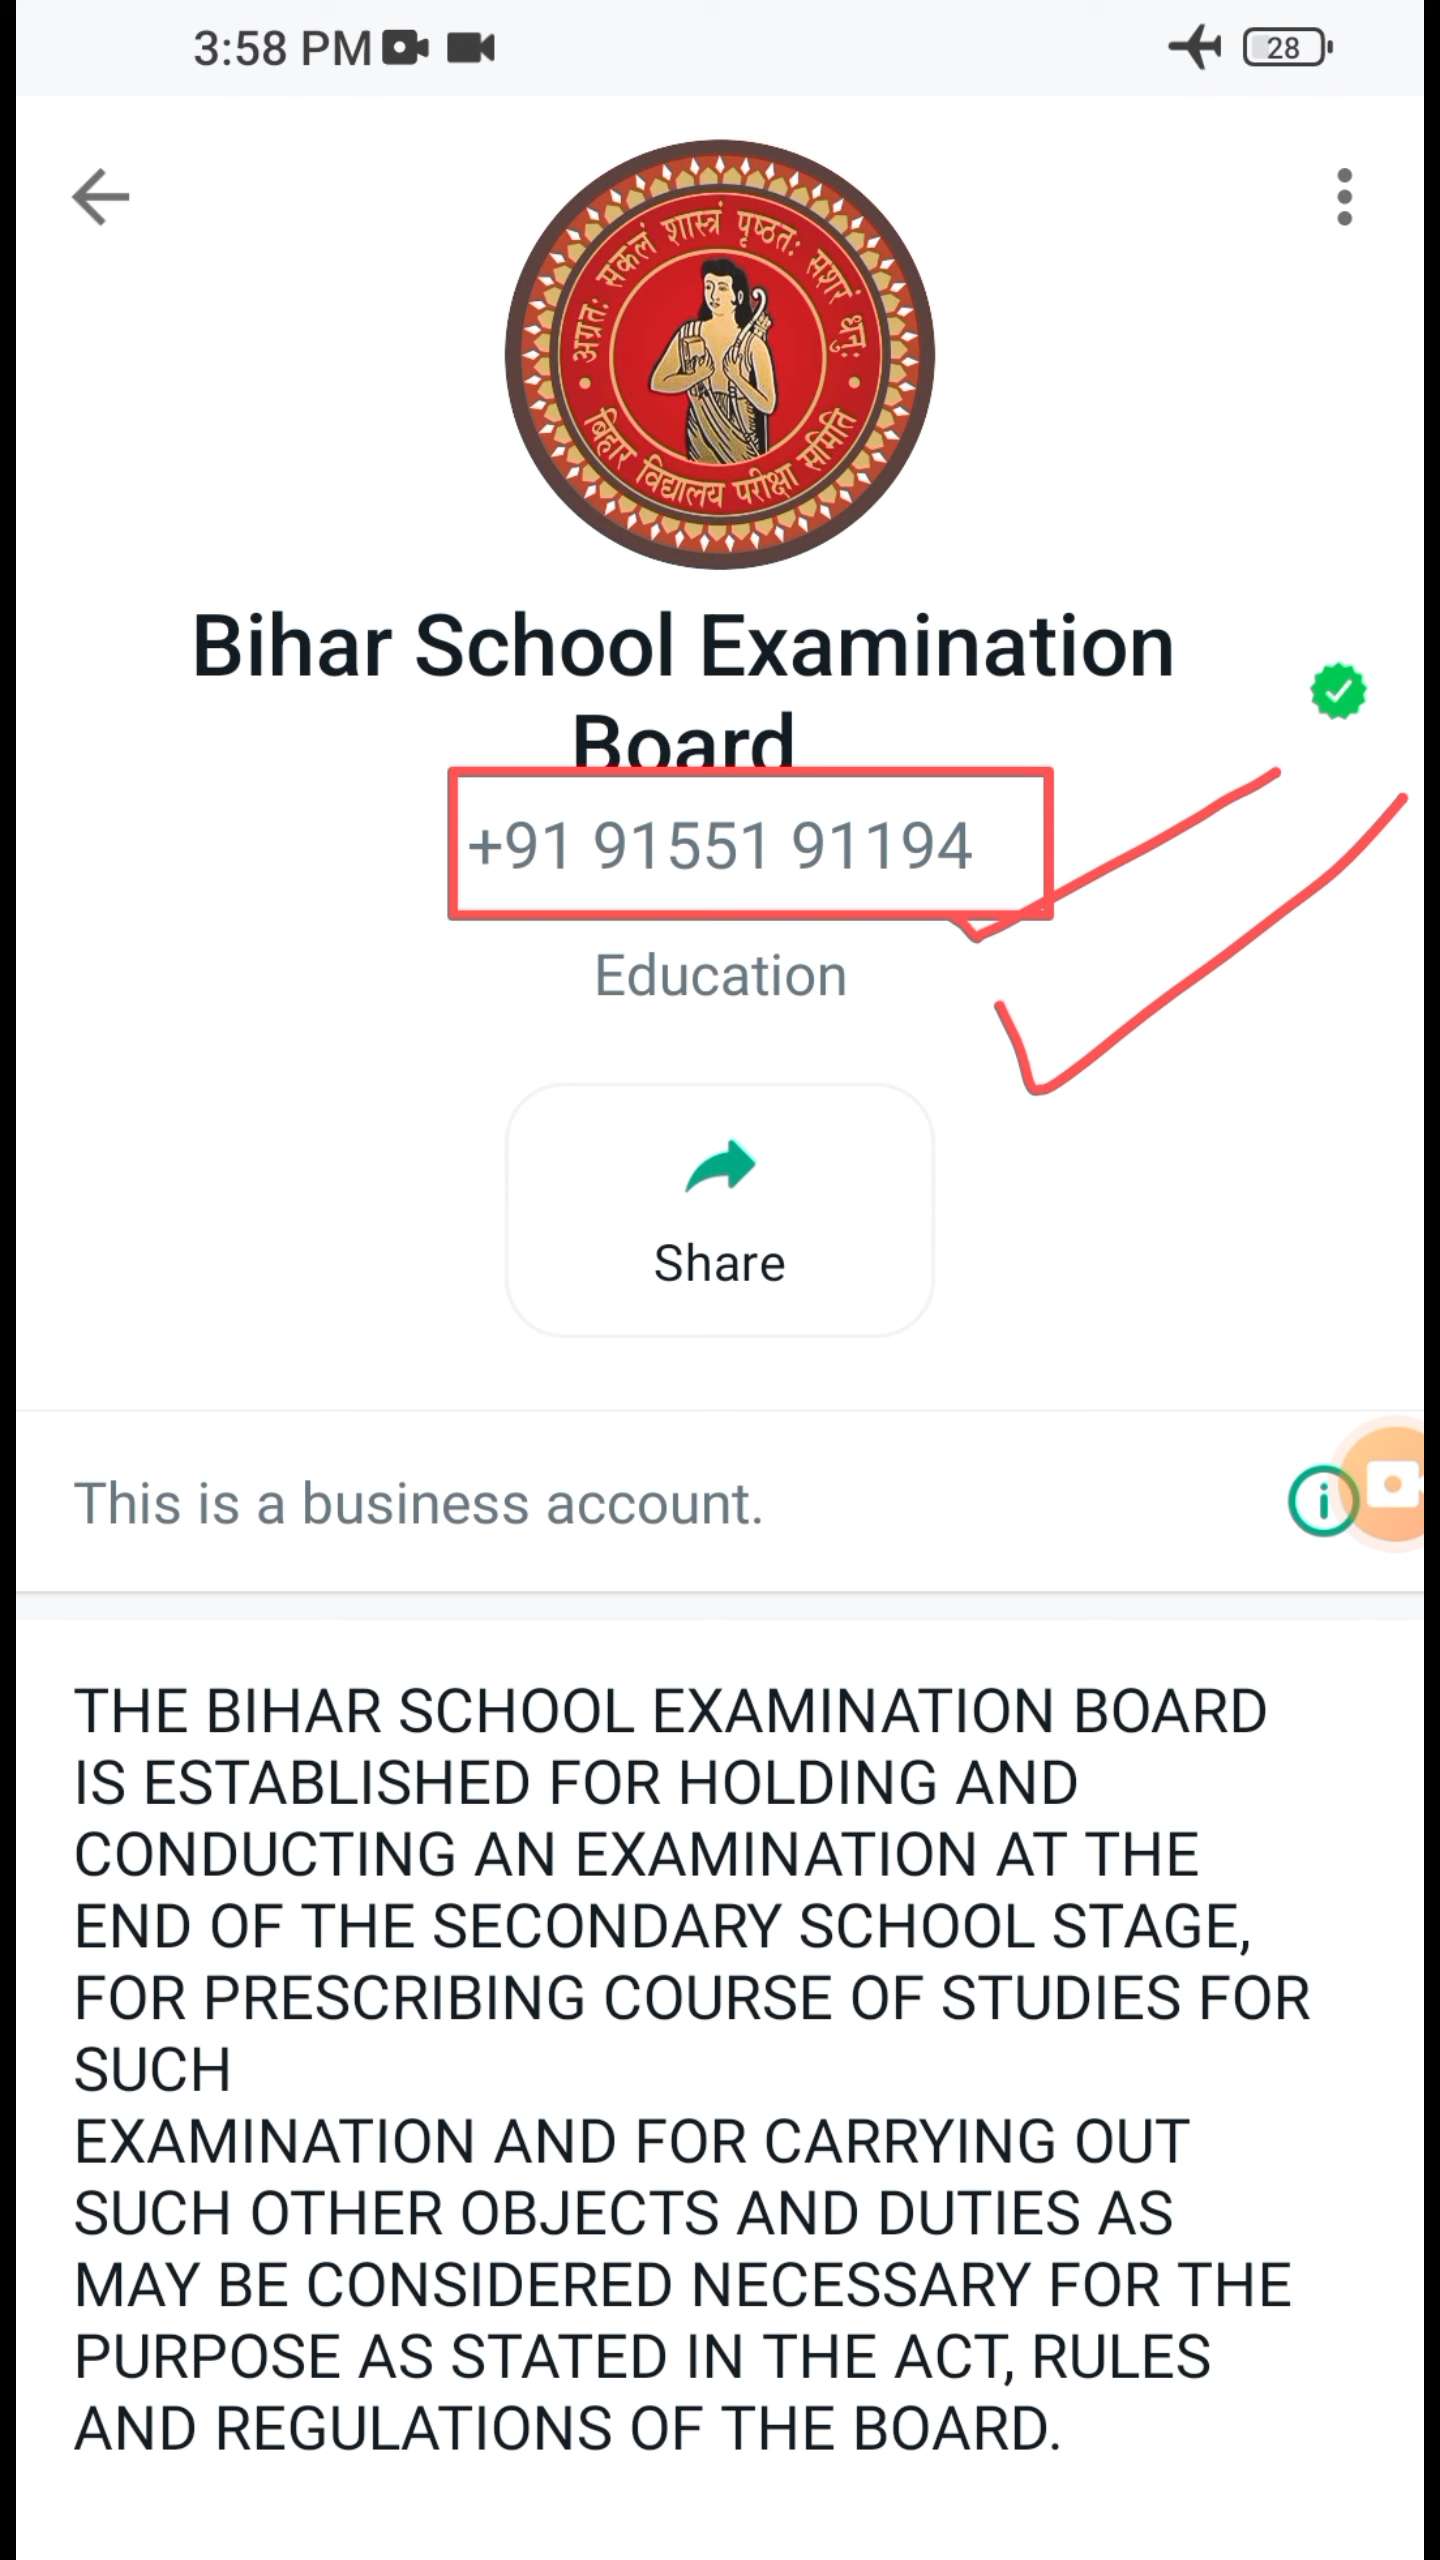 3:58 PM
28
अग्रतः सकलं शास्त्रं पृष्ठतः सशरं धनुः
बिहार विद्यालय परीक्षा समिति
Bihar School Examination
Board
+91 91551 91194
Education
Share
This is a business account.
THE BIHAR SCHOOL EXAMINATION BOARD
IS ESTABLISHED FOR HOLDING AND
CONDUCTING AN EXAMINATION AT THE
END OF THE SECONDARY SCHOOL STAGE,
FOR PRESCRIBING COURSE OF STUDIES FOR
SUCH
EXAMINATION AND FOR CARRYING OUT
SUCH OTHER OBJECTS AND DUTIES AS
MAY BE CONSIDERED NECESSARY FOR THE
PURPOSE AS STATED IN THE ACT, RULES
AND REGULATIONS OF THE BOARD.